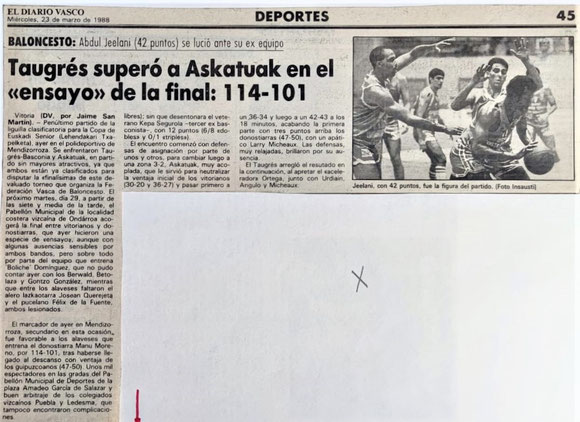 EL DIARIO VASCO
Miércoles, 23 de marzo de 1988
DEPORTES
45
BALONCESTO: Abdul Jeelani (42 puntos) se lució ante su ex equipo
Taugrés superó a Askatuak en el
«ensayo» de la final: 114-101
Vitoria (DV, por Jaime San
Martín). – Penúltimo partido de la
liguilla clasificatoria para la Copa de
Euskadi Senior (Lehendakari Txa-
pelketa), ayer en el polideportivo de
Mendizorroza. Se enfrentaron Tau-
grés-Baskonia y Askatuak, en parti-
do sin mayores atractivos, ya que
ambos están ya clasificados para
disputar la finalísimas de este de-
valuado torneo que organiza la Fe-
deración Vasca de Baloncesto. El
próximo martes, día 29, a partir de
las siete y media de la tarde, el
Pabellón Municipal de la localidad
costera vizcaína de Ondárroa aco-
gerá la final entre vitorianos y do-
nostiarras, que ayer hicieron una
especie de ensayo, aunque con
algunas ausencias sensibles por
ambos bandos, pero sobre todo
por parte del equipo que entrena
'Boliche' Domínguez, que no pudo
contar ayer con los Berwald, Beto-
laza y Gontzo González, mientras
que entre los alaveses faltaron el
alero lazkaotarra Josean Querejeta
y el pucelano Félix de la Fuente,
ambos lesionados.
El marcador de ayer en Mendizo-
rroza, secundario en esta ocasión,
fue favorable a los alaveses que
entrena el donostiarra Manu More-
no, por 114-101, tras haberse lle-
gado al descanso con ventaja de
los guipuzcoanos (47-50). Unos mil
espectadores en las gradas del Pa-
bellón Municipal de Deportes de la
plaza Amadeo García de Salazar y
buen arbitraje de los colegiados
vizcaínos Puebla y Ledesma, que
tampoco encontraron complicacio-
nes.
libres); sin que desentonara el ve-
terano Kepa Segurola –tercer ex bas-
conista–, con 12 puntos (6/8 «do-
bles» y 0/1 «triples»).
El encuentro comenzó con defen-
sas de asignación por parte de
unos y otros, para cambiar luego a
una zona 3-2, Askatuak, muy aco-
plada, que le sirvió para neutralizar
la ventaja inicial de los vitorianos
(30-20 y 36-27) y pasar primero a
un 36-34 y luego a un 42-43 a los
18 minutos, acabando la primera
parte con tres puntos arriba los
donostiarras (47-50), con un apáti-
co Larry Micheaux. Las defensas,
muy relajadas, brillaron por su au-
sencia.
El Taugrés arregló el resutado en
la continuación, al apretar el acele-
radora Ortega, junto con Urdiain,
Angulo y Micheaux.
Jeelani, con 42 puntos, fue la figura del partido. (Foto Insausti)